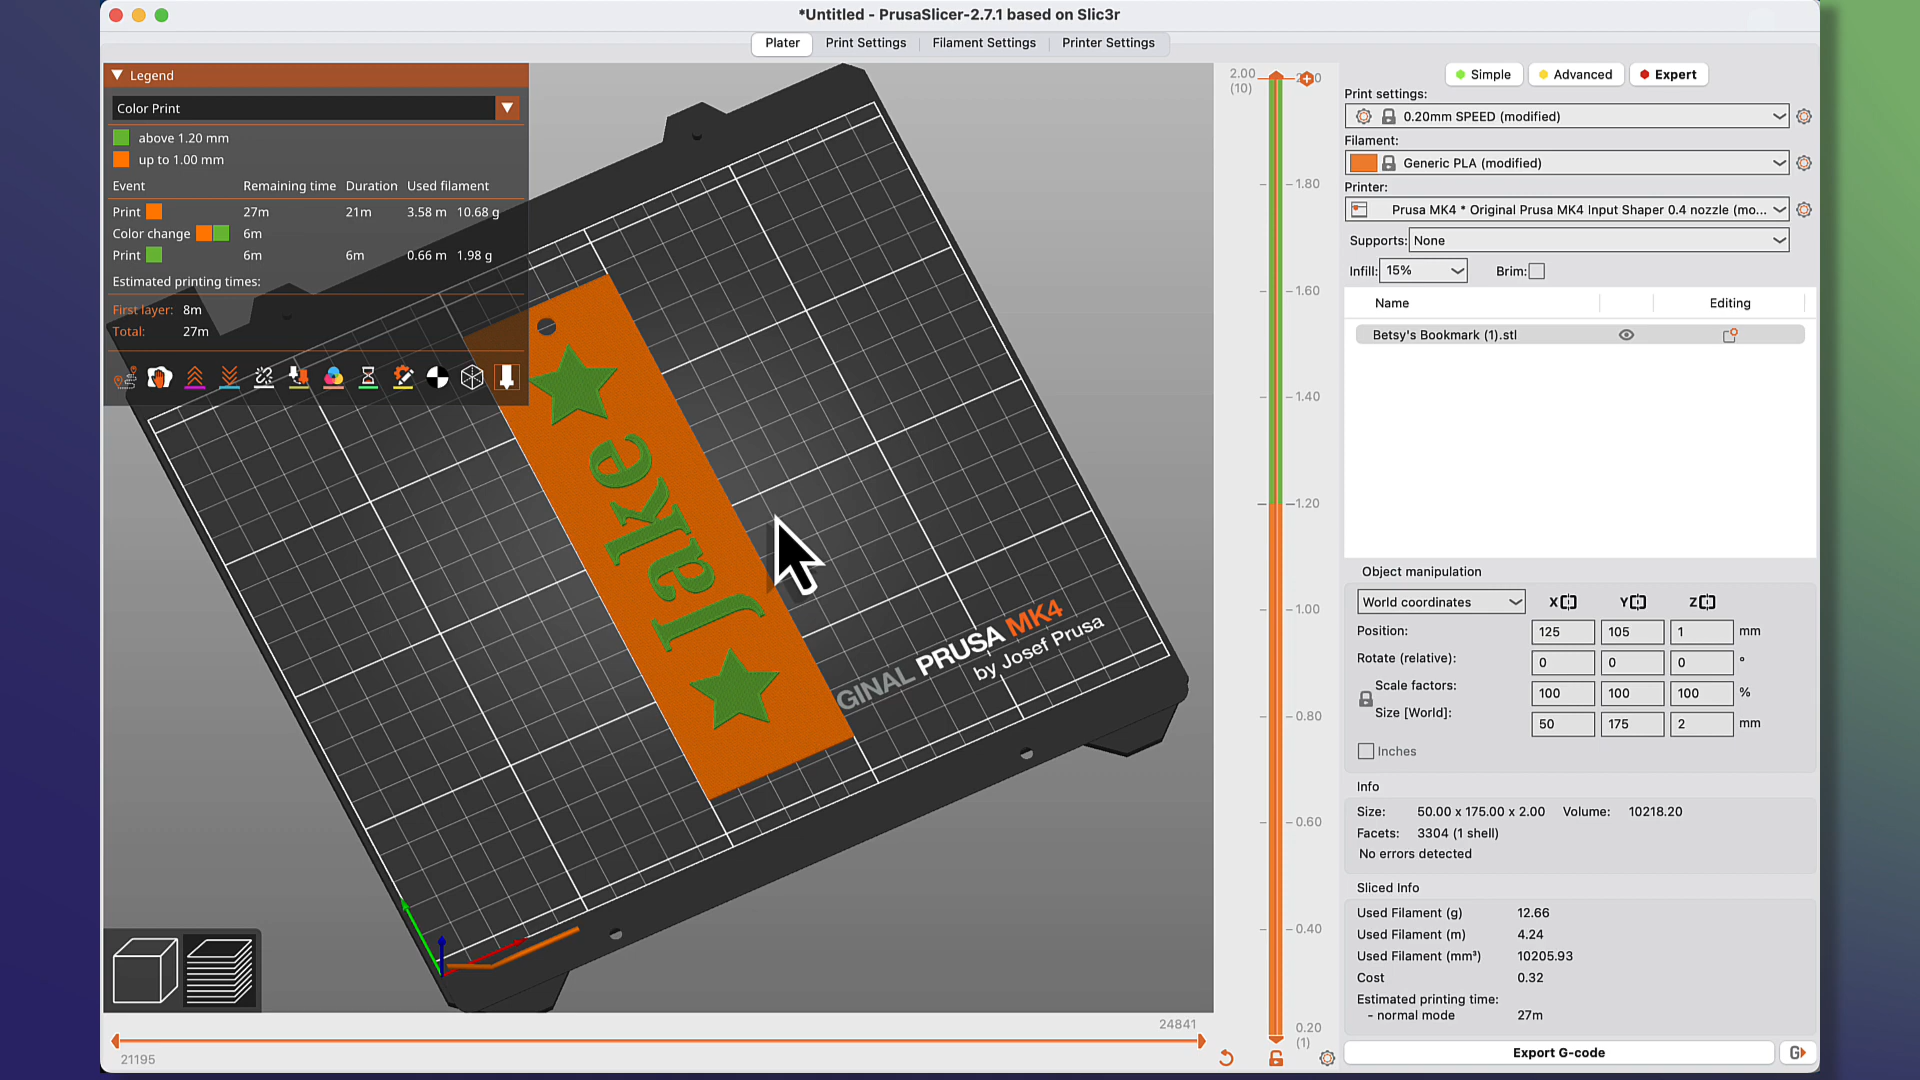 *Untitled - PrusaSlicer-2.7.1 based on Slic3r
Plater Print Settings Filament Settings Printer Settings
Legend
Color Print
above 1.20 mm
up to 1.00 mm
Event Remaining time Duration Used filament
Print 27m 21m 3.58 m 10.68 g
Color change 6m
Print 6m 6m 0.66 m 1.98 g
Estimated printing times:
First layer: 8m
Total: 27m
Jake
GINAL PRUSA MK4
by Josef Prusa
2.00
(10)
1.80
1.60
1.40
1.20
1.00
0.80
0.60
0.40
0.20
(1)
24841
21195
Simple Advanced Expert
Print settings:
0.20mm SPEED (modified)
Filament:
Generic PLA (modified)
Printer:
Prusa MK4 * Original Prusa MK4 Input Shaper 0.4 nozzle (mo...
Supports: None
Infill: 15% Brim:
Name Editing
Betsy's Bookmark (1).stl
Object manipulation
World coordinates X Y Z
Position: 125 105 1 mm
Rotate (relative): 0 0 0 °
Scale factors: 100 100 100 %
Size [World]: 50 175 2 mm
Inches
Info
Size: 50.00 x 175.00 x 2.00 Volume: 10218.20
Facets: 3304 (1 shell)
No errors detected
Sliced Info
Used Filament (g) 12.66
Used Filament (m) 4.24
Used Filament (mm³) 10205.93
Cost 0.32
Estimated printing time:
- normal mode 27m
Export G-code
G